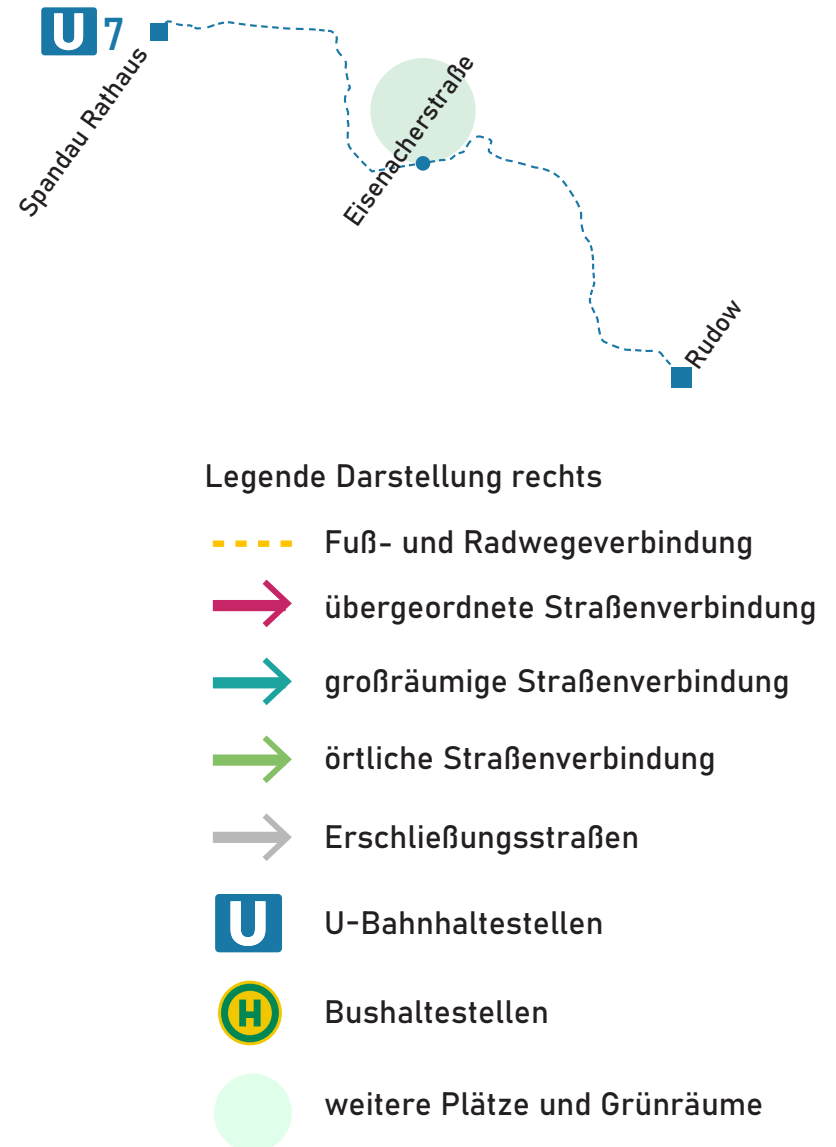 U 7
Spandau Rathaus
Eisenacherstraße
Rudow
Legende Darstellung rechts
Fuß- und Radwegeverbindung
übergeordnete Straßenverbindung
großräumige Straßenverbindung
örtliche Straßenverbindung
Erschließungsstraßen
U U-Bahnhaltestellen
H Bushaltestellen
weitere Plätze und Grünräume